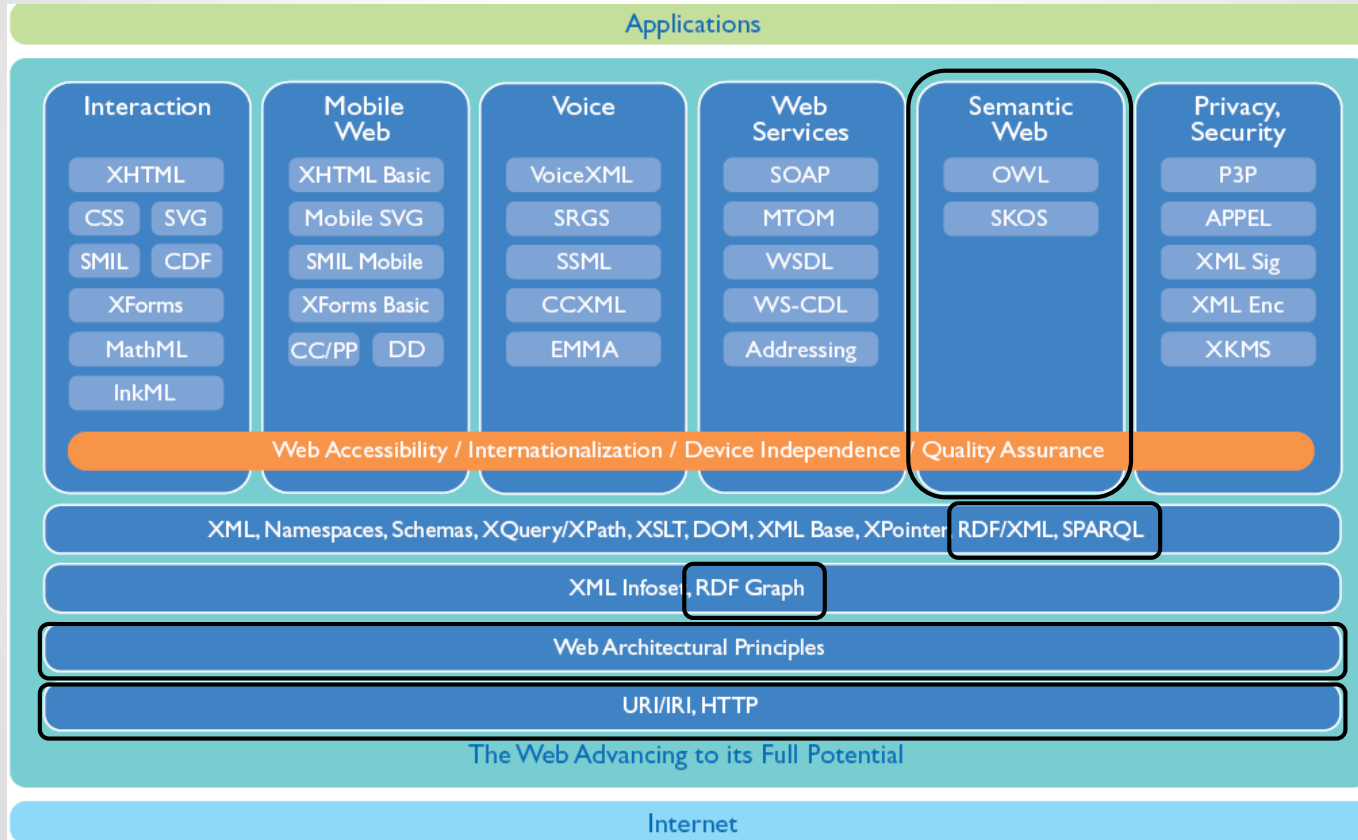 Applications
Interaction
XHTML
CSS SVG
SMIL CDF
XForms
MathML
InkML
Mobile
Web
XHTML Basic
Mobile SVG
SMIL Mobile
XForms Basic
CC/PP DD
Voice
VoiceXML
SRGS
SSML
CCXML
EMMA
Web
Services
SOAP
MTOM
WSDL
WS-CDL
Addressing
Semantic
Web
OWL
SKOS
Privacy,
Security
P3P
APPEL
XML Sig
XML Enc
XKMS
Web Accessibility / Internationalization / Device Independence / Quality Assurance
XML, Namespaces, Schemas, XQuery/XPath, XSLT, DOM, XML Base, XPointer, RDF/XML, SPARQL
XML Infoset, RDF Graph
Web Architectural Principles
URI/IRI, HTTP
The Web Advancing to its Full Potential
Internet